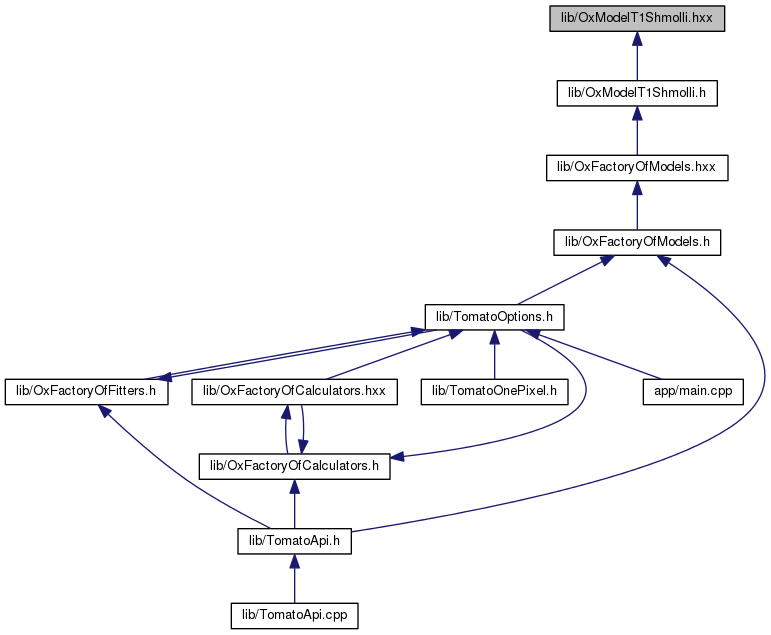 lib/OxModelT1Shmolli.hxx
lib/OxModelT1Shmolli.h
lib/OxFactoryOfModels.hxx
lib/OxFactoryOfModels.h
lib/TomatoOptions.h
lib/OxFactoryOfFitters.h
lib/OxFactoryOfCalculators.hxx
lib/TomatoOnePixel.h
app/main.cpp
lib/OxFactoryOfCalculators.h
lib/TomatoApi.h
lib/TomatoApi.cpp